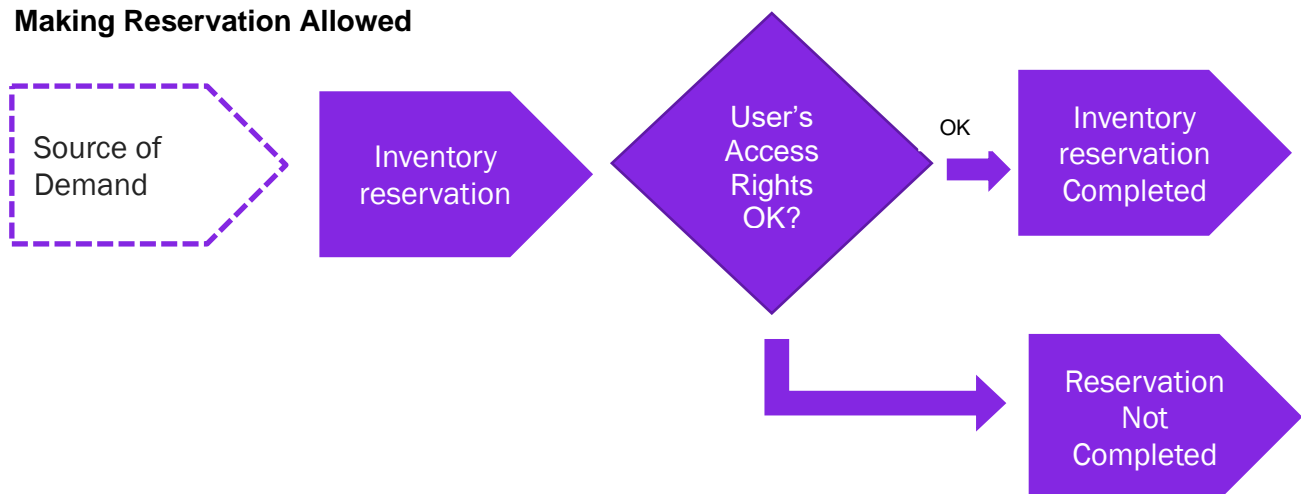 Making Reservation Allowed
Source of
Demand
Inventory
reservation
User’s
Access
Rights
OK?
OK
Inventory
reservation
Completed
Reservation
Not
Completed